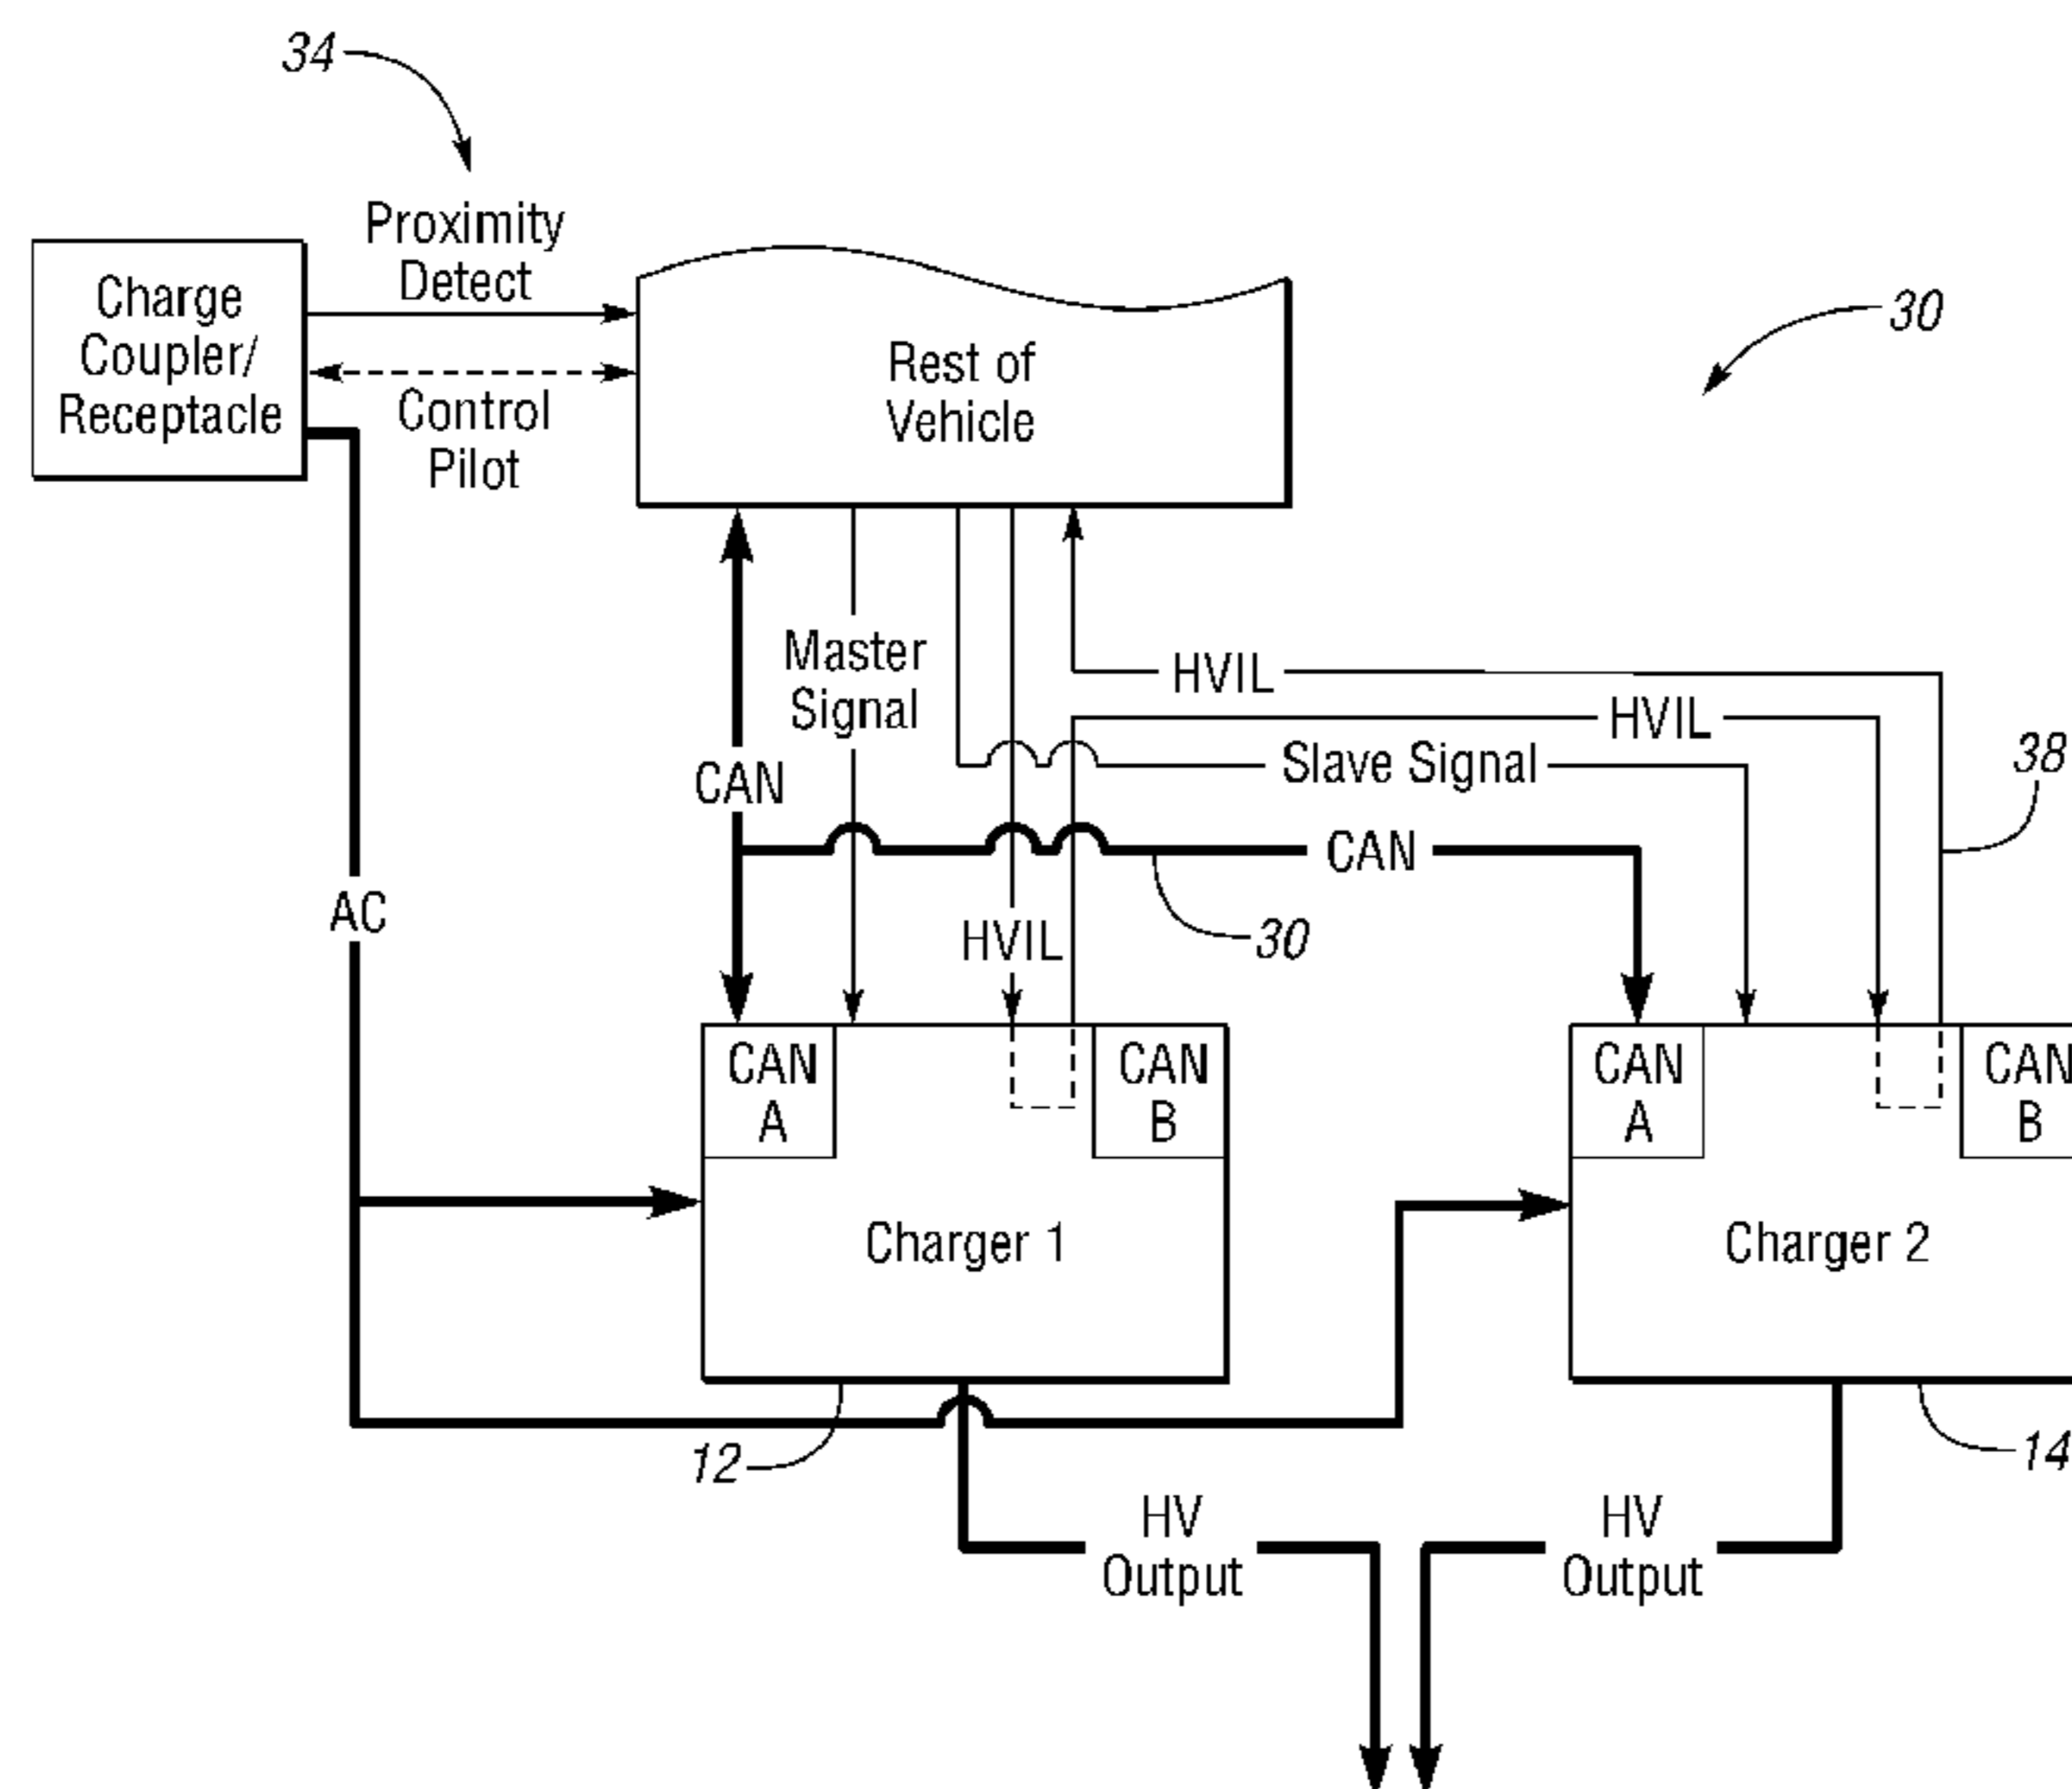 34
Proximity
Detect
Charge
Coupler/
Receptacle
Control
Pilot
Rest of
Vehicle
30
Master
Signal
HVIL
HVIL
Slave Signal
38
CAN
CAN
AC
HVIL
30
CAN
A
CAN
B
CAN
A
CAN
B
Charger 1
Charger 2
12
14
HV
Output
HV
Output